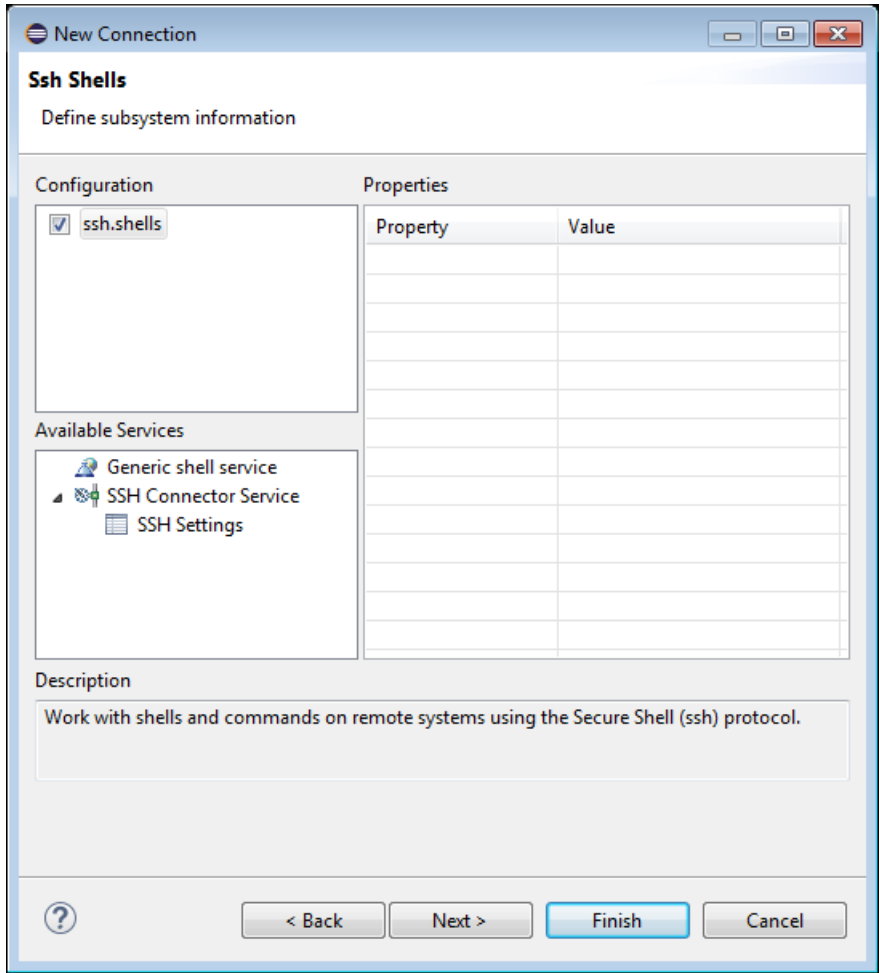 New Connection
Ssh Shells
Define subsystem information
Configuration
ssh.shells
Properties
Property Value
Available Services
Generic shell service
SSH Connector Service
SSH Settings
Description
Work with shells and commands on remote systems using the Secure Shell (ssh) protocol.
? < Back Next > Finish Cancel